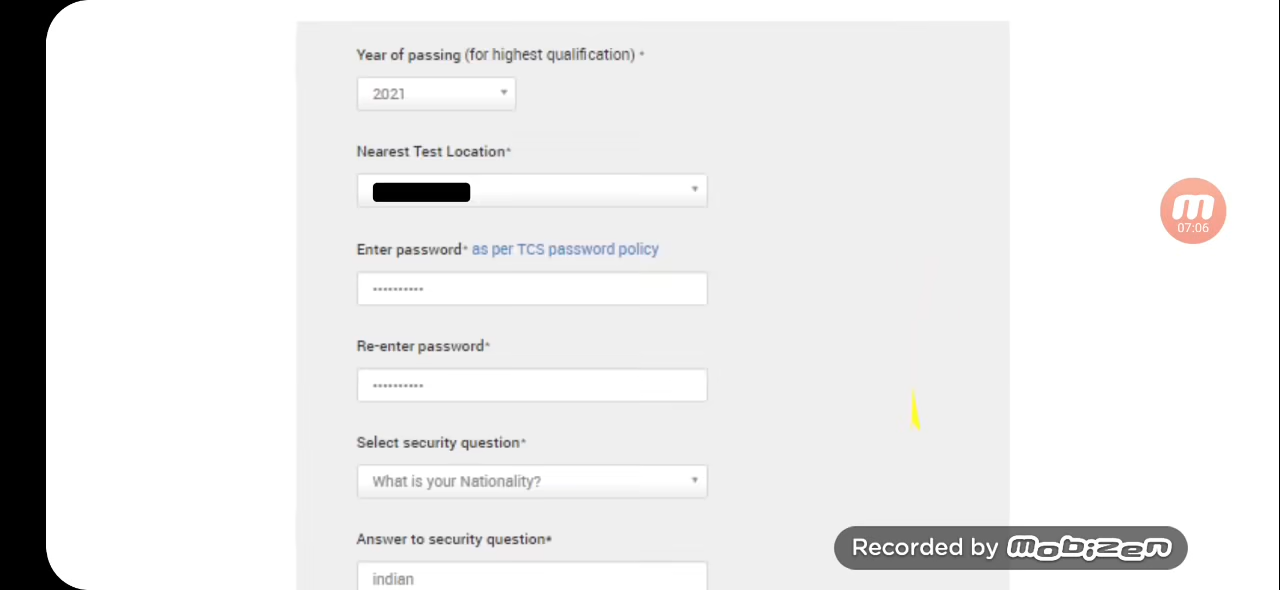 Year of passing (for highest qualification) *
2021
Nearest Test Location*
Enter password* as per TCS password policy
**********
Re-enter password*
**********
Select security question*
What is your Nationality?
Answer to security question*
indian
07:06
Recorded by mobizen